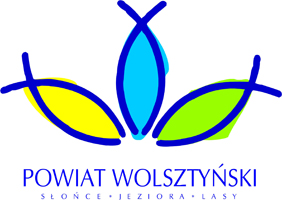 POWIAT WOLSZTYŃSKI
SŁOŃCE • JEZIORA • LASY